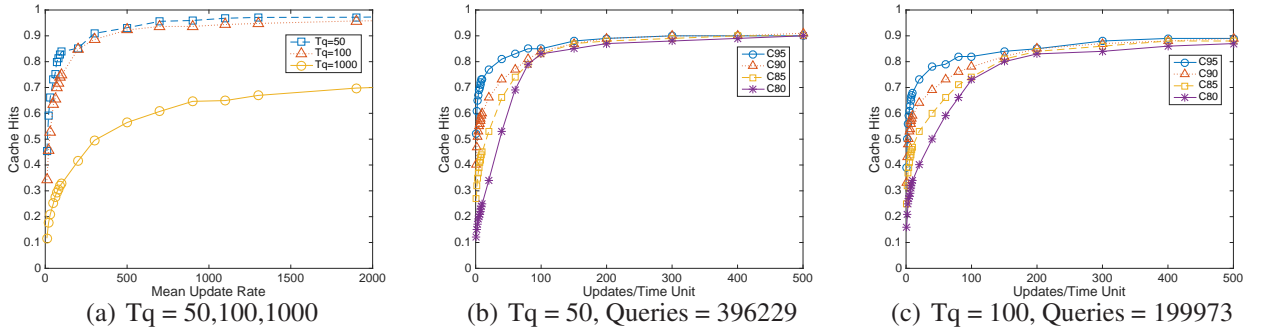 1
0.9
0.8
0.7
0.6
0.5
0.4
0.3
0.2
0.1
0
Cache Hits
0 500 1000 1500 2000
Mean Update Rate
Tq=50
Tq=100
Tq=1000
(a) Tq = 50,100,1000
1
0.9
0.8
0.7
0.6
0.5
0.4
0.3
0.2
0.1
0
Cache Hits
0 100 200 300 400 500
Updates/Time Unit
C95
C90
C85
C80
(b) Tq = 50, Queries = 396229
1
0.9
0.8
0.7
0.6
0.5
0.4
0.3
0.2
0.1
0
Cache Hits
0 100 200 300 400 500
Updates/Time Unit
C95
C90
C85
C80
(c) Tq = 100, Queries = 199973